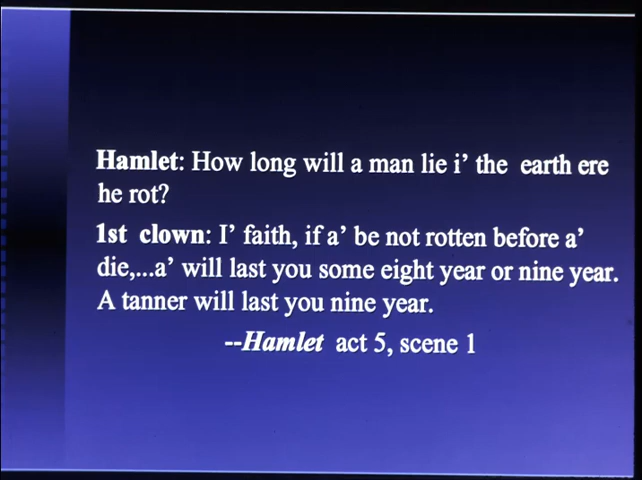 Hamlet: How long will a man lie i’ the earth ere
he rot?
1st clown: I’ faith, if a’ be not rotten before a’
die,...a’ will last you some eight year or nine year.
A tanner will last you nine year.
--Hamlet act 5, scene 1